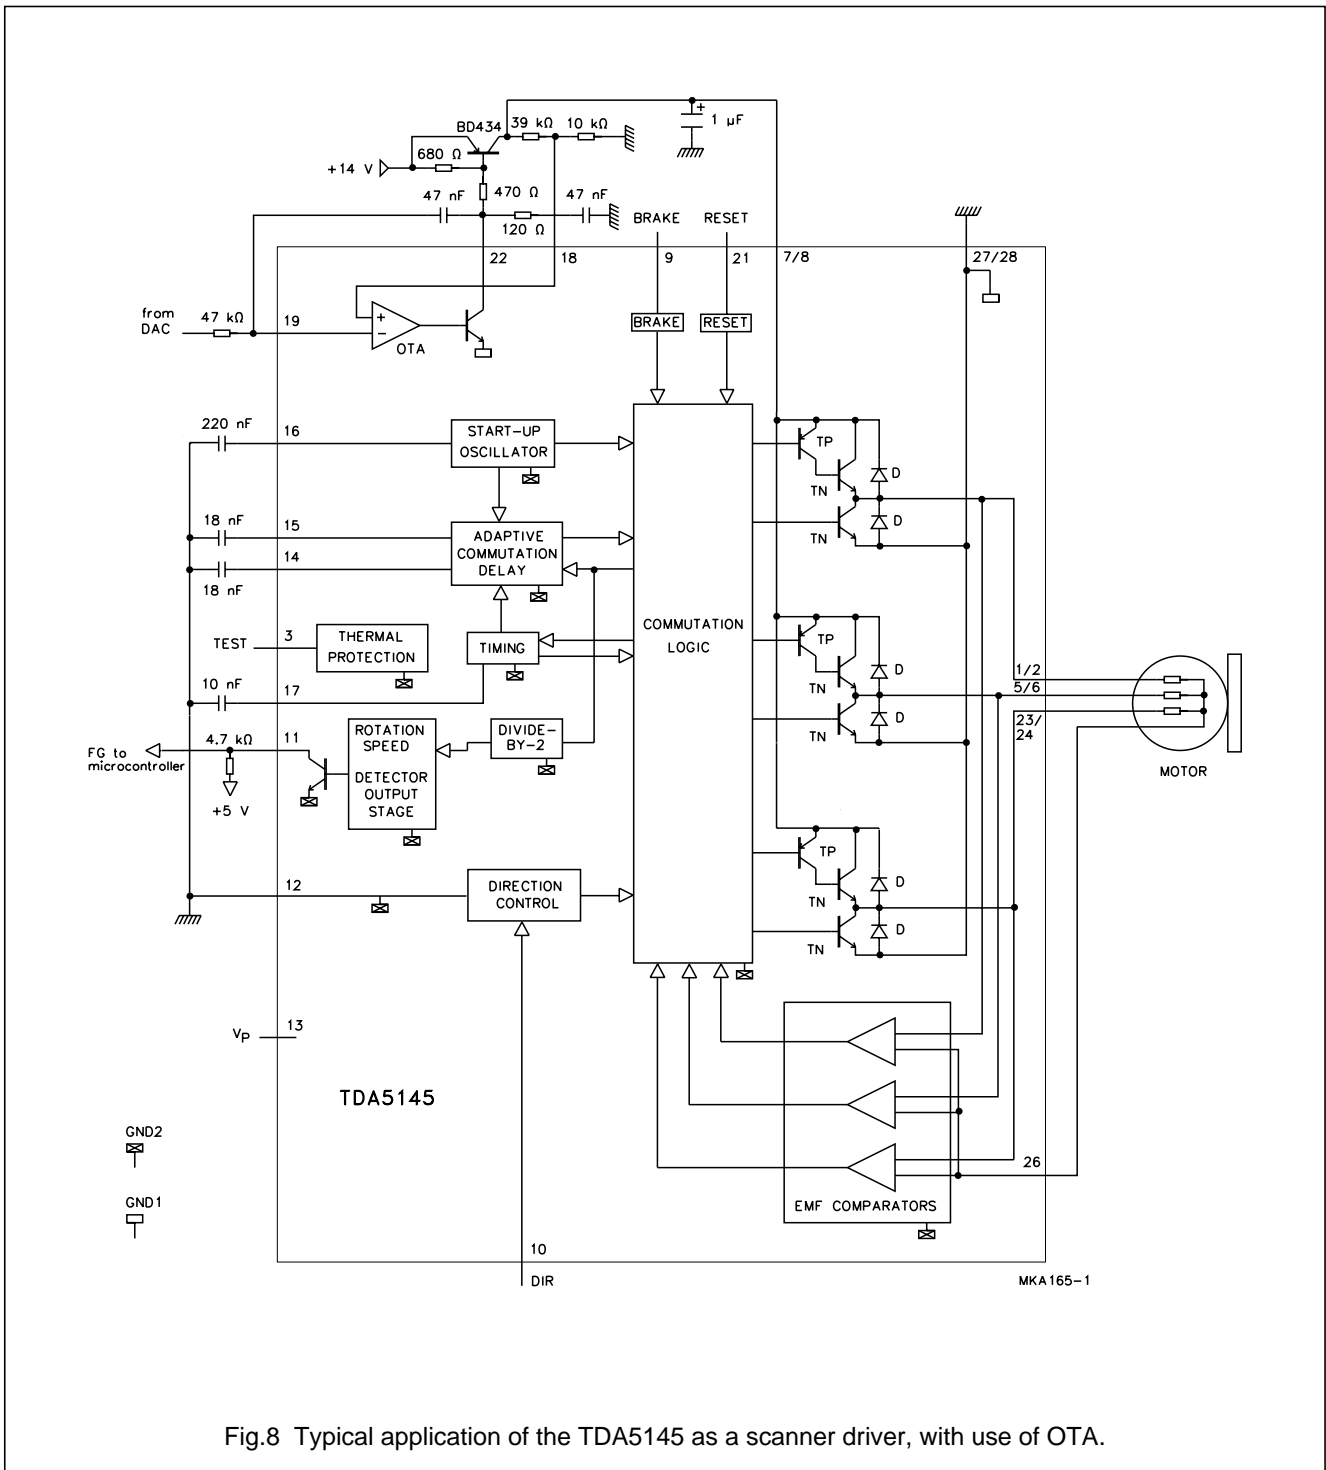 BD434
39 kΩ
10 kΩ
+
1 µF
680 Ω
+14 V
470 Ω
47 nF
47 nF
120 Ω
BRAKE
RESET
22
18
9
21
7/8
27/28
from
DAC
47 kΩ
19
+
−
OTA
BRAKE
RESET
220 nF
16
START-UP
OSCILLATOR
TP
TN
D
18 nF
15
ADAPTIVE
COMMUTATION
DELAY
TN
D
14
18 nF
COMMUTATION
LOGIC
TEST
3
THERMAL
PROTECTION
TIMING
TP
TN
D
1/2
5/6
10 nF
17
TN
D
23/
24
MOTOR
FG to
microcontroller
4.7 kΩ
11
+5 V
ROTATION
SPEED
DETECTOR
OUTPUT
STAGE
DIVIDE-
BY-2
TP
TN
D
12
DIRECTION
CONTROL
TN
D
VP
13
TDA5145
GND2
GND1
26
EMF COMPARATORS
10
DIR
MKA165-1
Fig.8 Typical application of the TDA5145 as a scanner driver, with use of OTA.